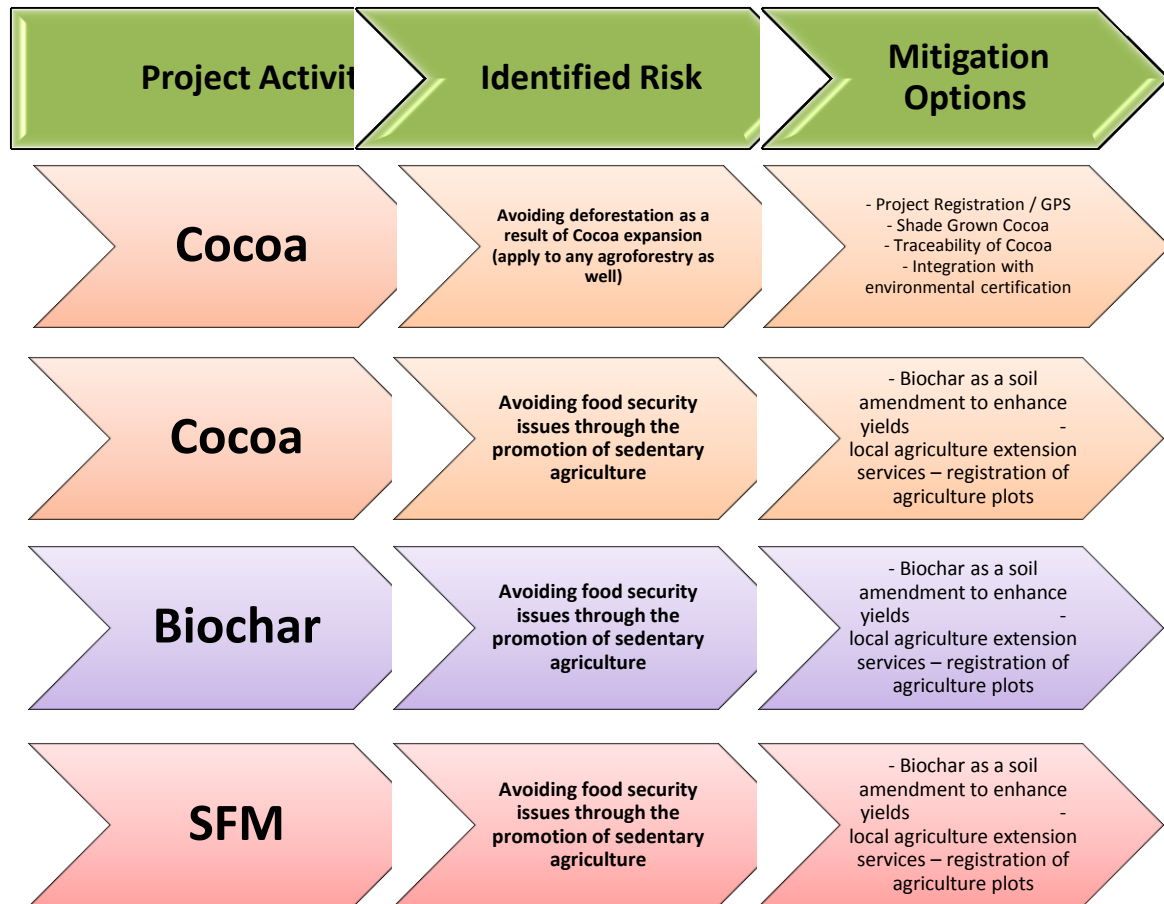 Project Activit
Identified Risk
Mitigation
Options
Cocoa
Avoiding deforestation as a
result of Cocoa expansion
(apply to any agroforestry as
well)
- Project Registration / GPS
- Shade Grown Cocoa
- Traceability of Cocoa
- Integration with
environmental certification
Cocoa
Avoiding food security
issues through the
promotion of sedentary
agriculture
- Biochar as a soil
amendment to enhance
yields -
local agriculture extension
services – registration of
agriculture plots
Biochar
Avoiding food security
issues through the
promotion of sedentary
agriculture
- Biochar as a soil
amendment to enhance
yields -
local agriculture extension
services – registration of
agriculture plots
SFM
Avoiding food security
issues through the
promotion of sedentary
agriculture
- Biochar as a soil
amendment to enhance
yields -
local agriculture extension
services – registration of
agriculture plots